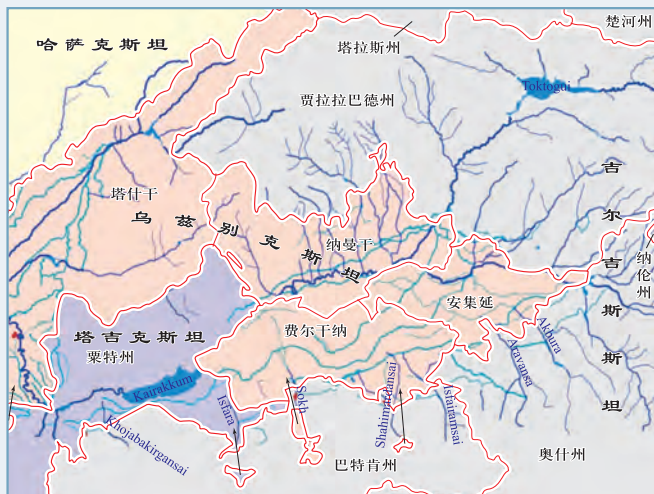 楚河州
哈萨克斯坦
塔拉斯州
Toktogui
贾拉拉巴德州
塔什干
乌兹别克斯坦
纳曼干
吉尔吉斯斯坦
纳伦州
安集延
塔吉克斯坦
费尔干纳
粟特州
Kairakkum
Akbura
Aravansa
Isfara
Sokh
Shahimardansai
Isfairamsai
Khojabakirgansai
巴特肯州
奥什州